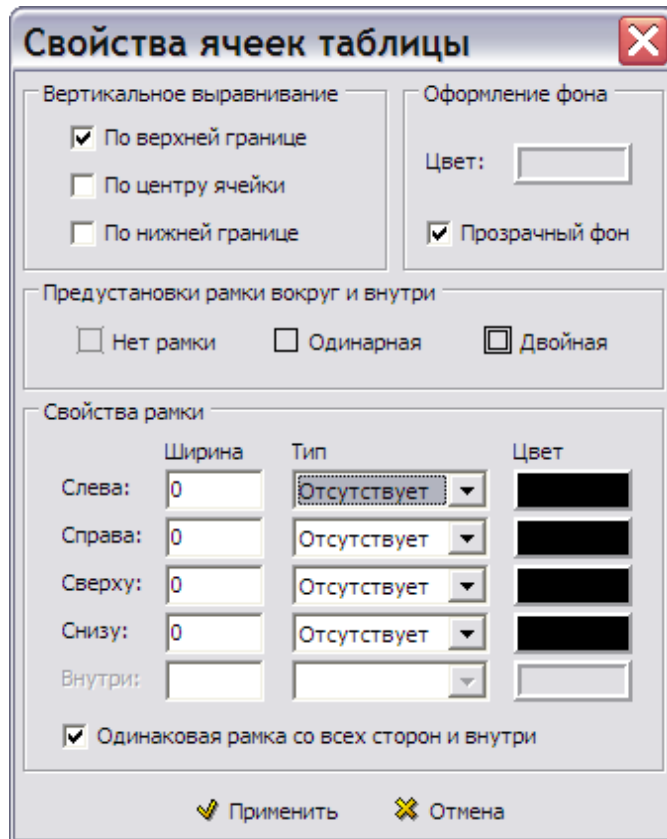 Свойства ячеек таблицы
Вертикальное выравнивание
По верхней границе
По центру ячейки
По нижней границе
Оформление фона
Цвет:
Прозрачный фон
Предустановки рамки вокруг и внутри
Нет рамки Одинарная Двойная
Свойства рамки
Ширина Тип Цвет
Слева: 0 Отсутствует
Справа: 0 Отсутствует
Сверху: 0 Отсутствует
Снизу: 0 Отсутствует
Внутри:
Одинаковая рамка со всех сторон и внутри
Применить Отмена